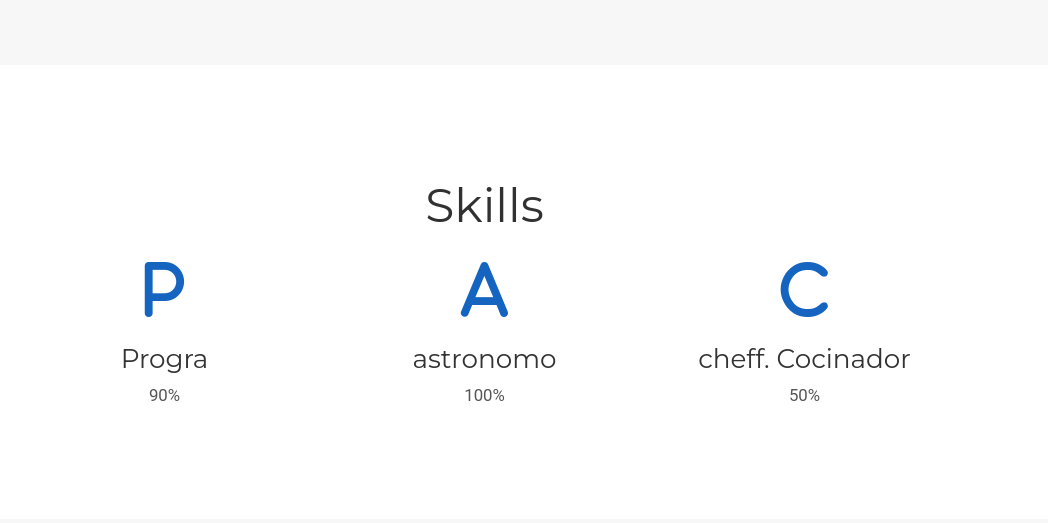 Skills
P A C
Progra astronomo cheff. Cocinador
90% 100% 50%